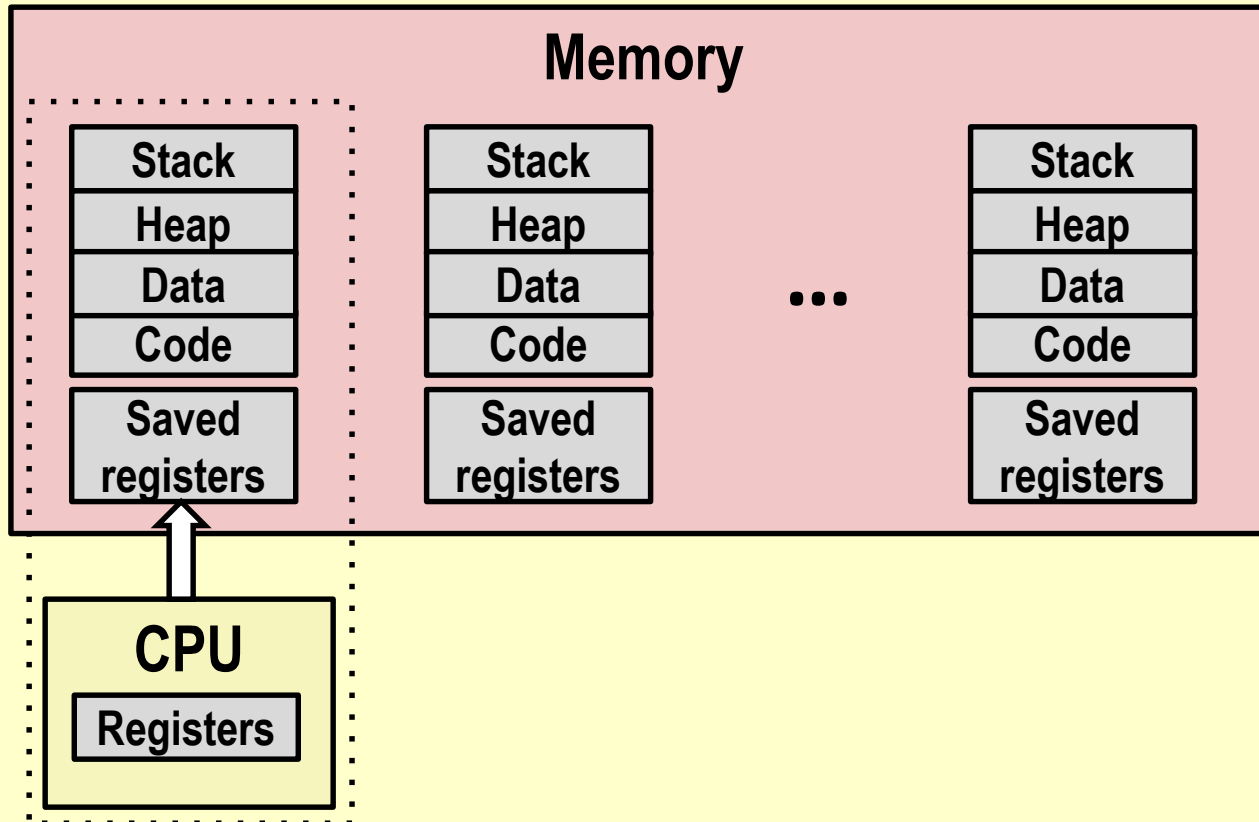 Memory
Stack
Heap
Data
Code
Saved
registers
Stack
Heap
Data
Code
Saved
registers
...
Stack
Heap
Data
Code
Saved
registers
CPU
Registers